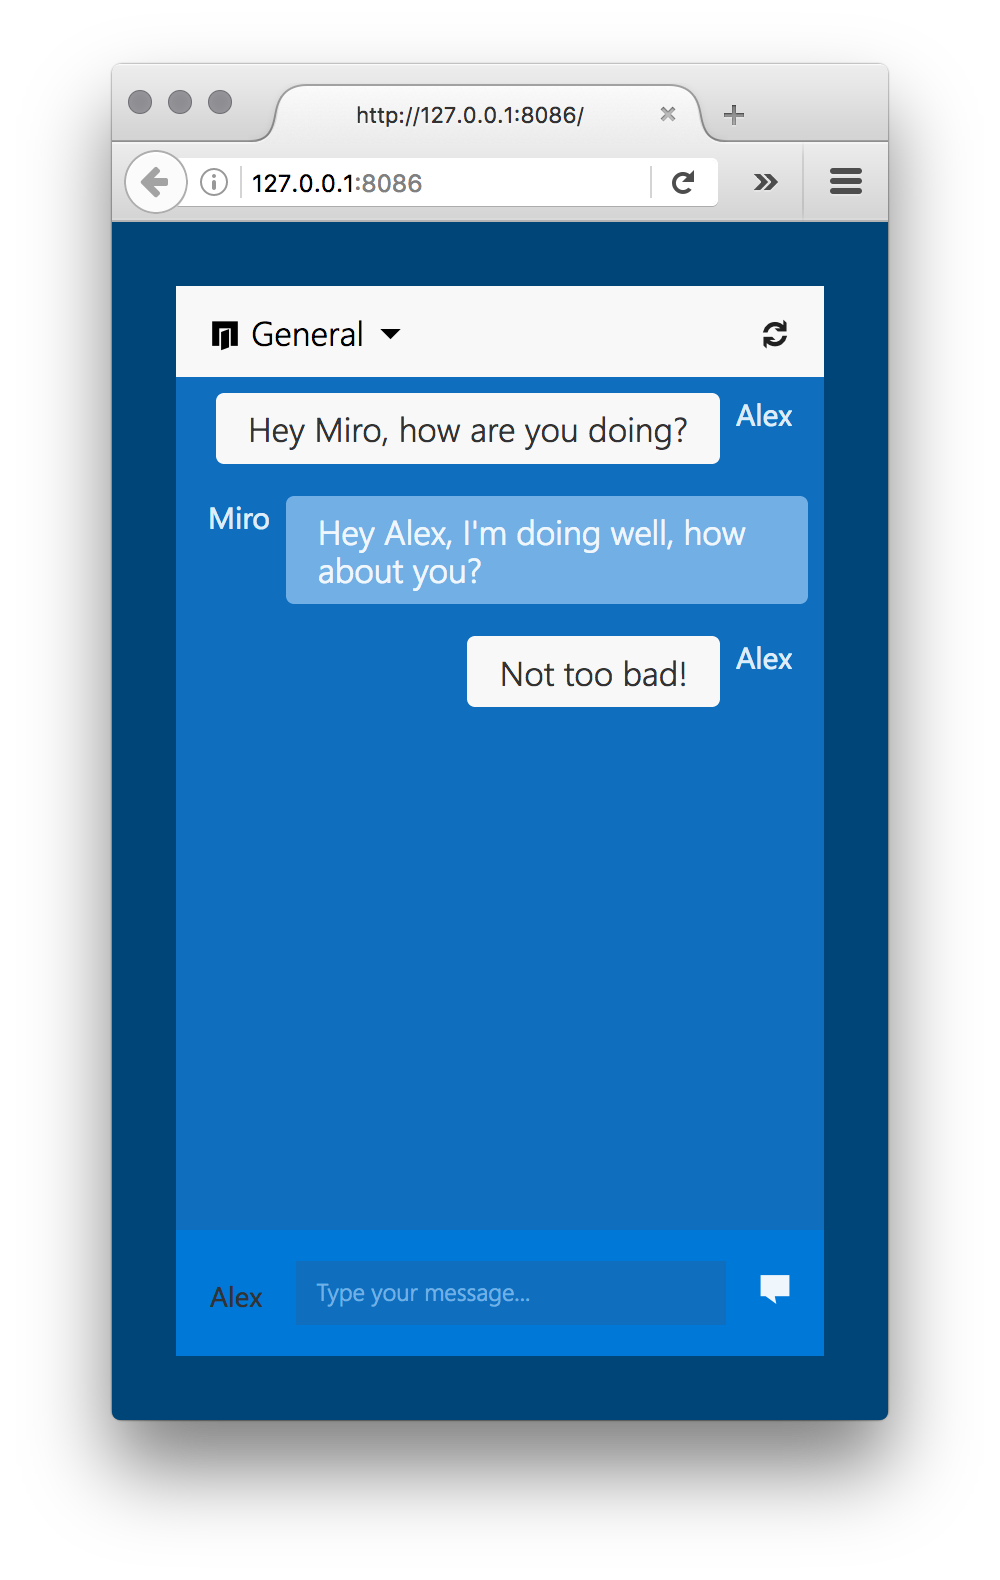 http://127.0.0.1:8086/
127.0.0.1:8086
General
Hey Miro, how are you doing?
Alex
Miro
Hey Alex, I'm doing well, how
about you?
Not too bad!
Alex
Alex
Type your message...